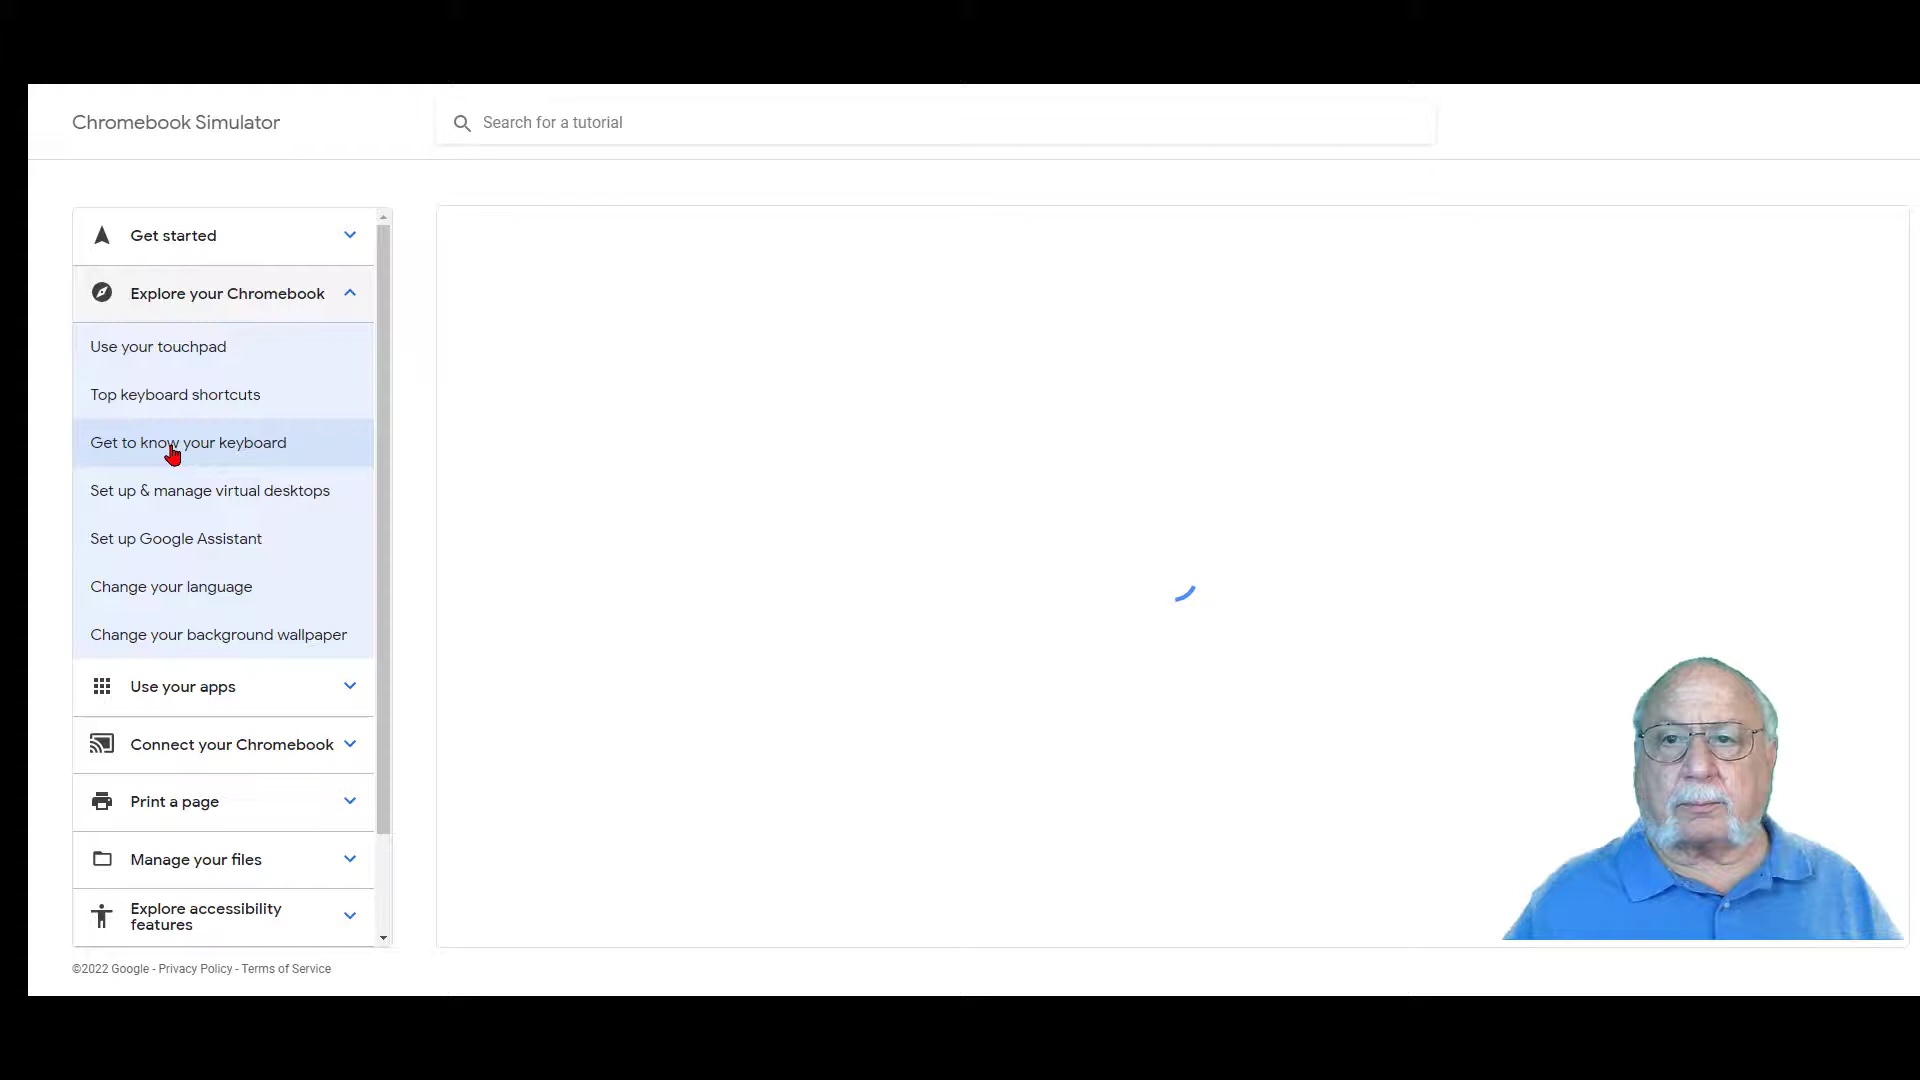 Chromebook Simulator
Search for a tutorial
Get started
Explore your Chromebook
Use your touchpad
Top keyboard shortcuts
Get to know your keyboard
Set up & manage virtual desktops
Set up Google Assistant
Change your language
Change your background wallpaper
Use your apps
Connect your Chromebook
Print a page
Manage your files
Explore accessibility
features
©2022 Google - Privacy Policy - Terms of Service